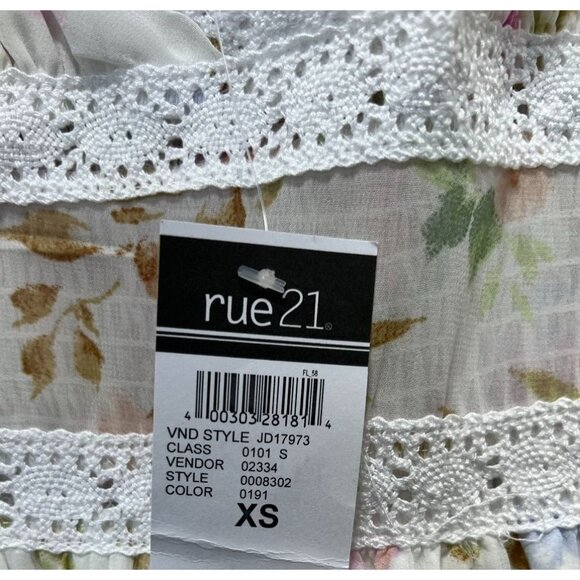 rue21®
FL_58
4 00303 28181 4
VND STYLE JD17973
CLASS 0101 S
VENDOR 02334
STYLE 0008302
COLOR 0191
XS